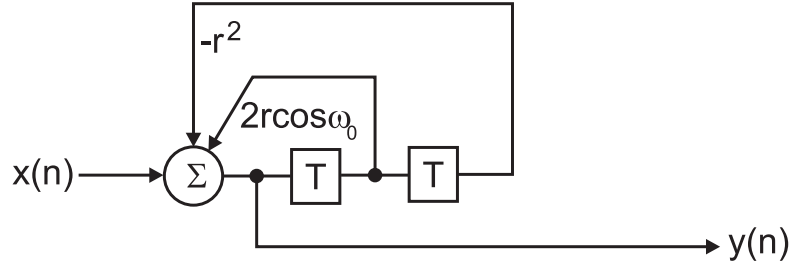 -r²
2rcosω₀
x(n)
Σ
T
T
y(n)